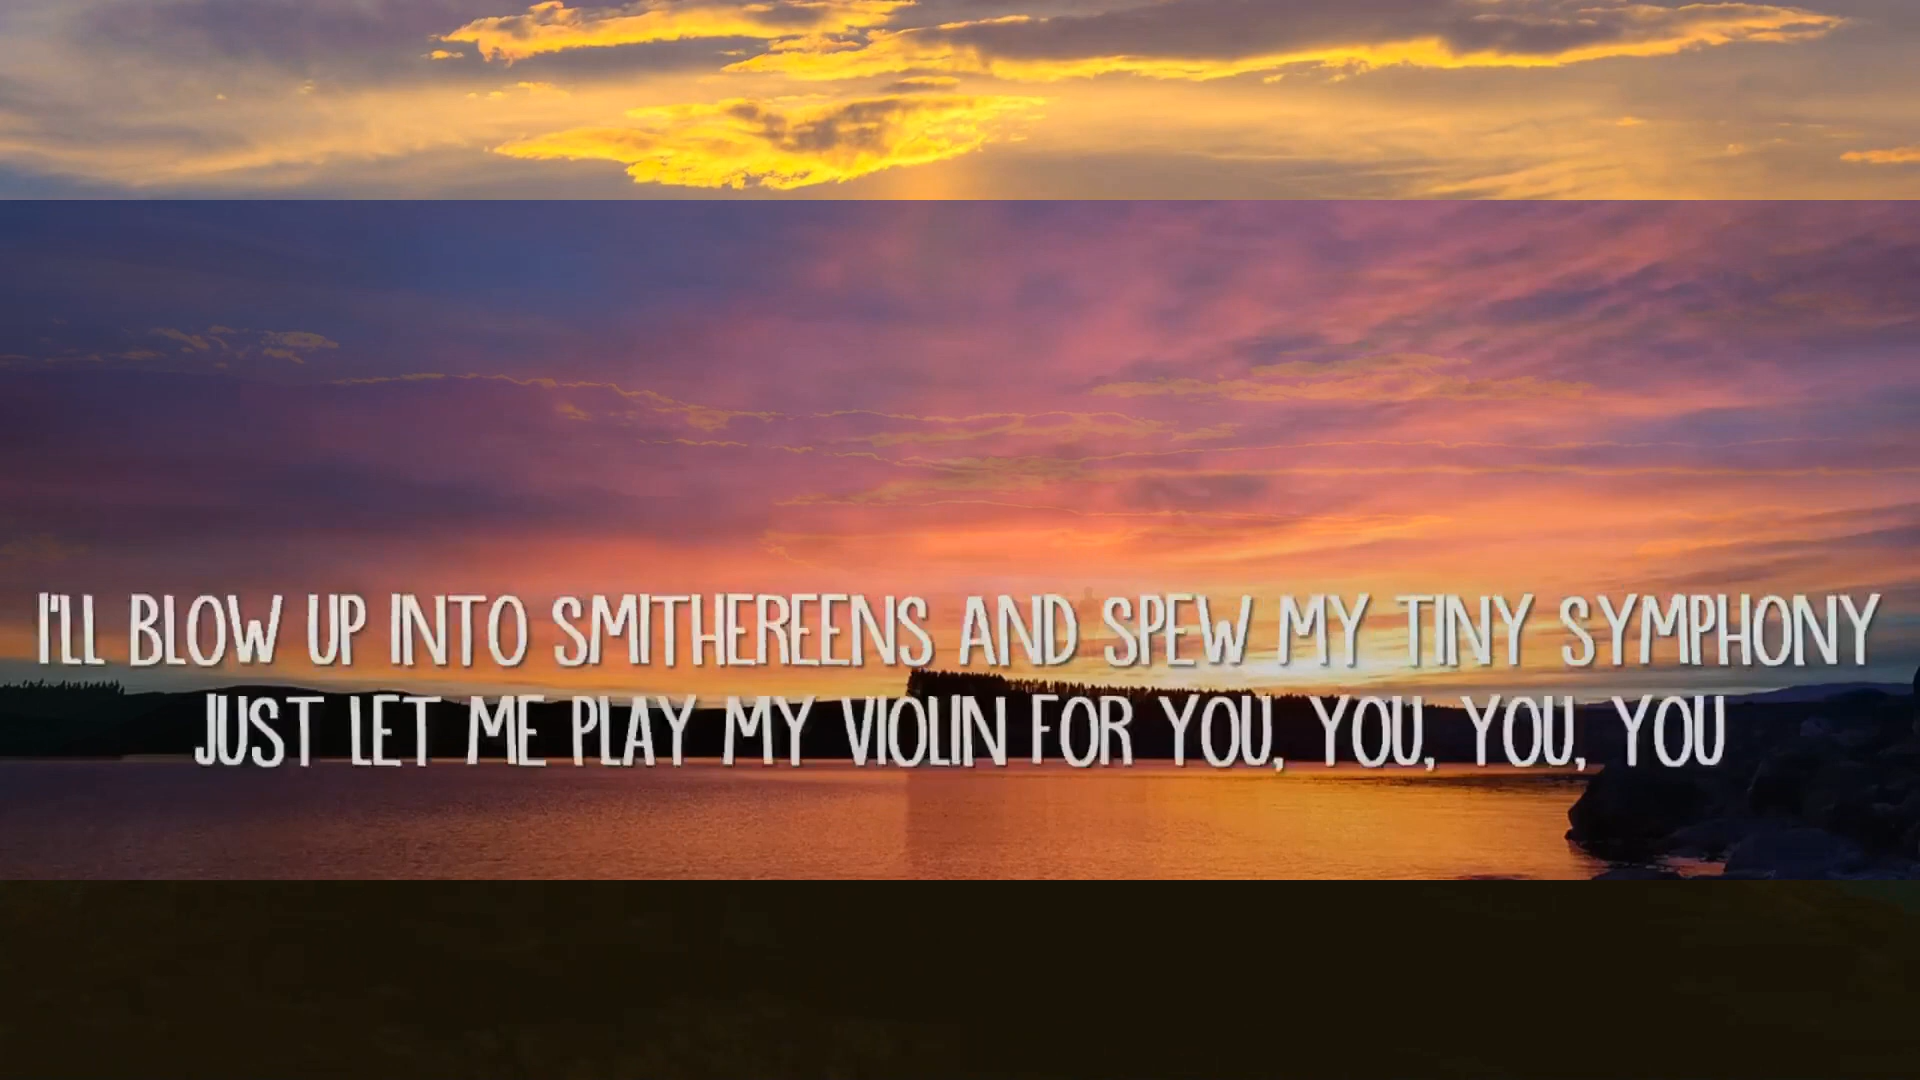 I'LL BLOW UP INTO SMITHEREENS AND SPEW MY TINY SYMPHONY
JUST LET ME PLAY MY VIOLIN FOR YOU, YOU, YOU, YOU